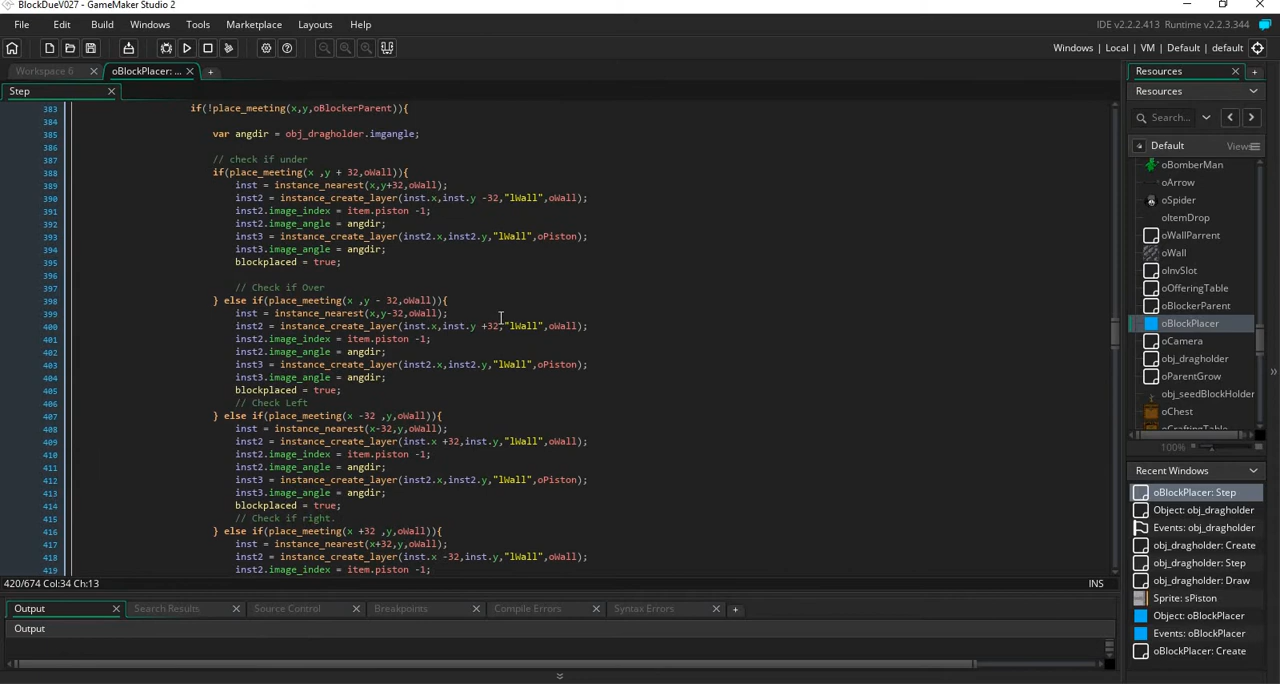 BlockDueV027 - GameMaker Studio 2
File Edit Build Windows Tools Marketplace Layouts Help
IDE v2.2.2.413 Runtime v2.2.3.344
Windows | Local | VM | Default | default
Workspace 6
oBlockPlacer: ...
Step
383 if(!place_meeting(x,y,oBlockerParent)){
384
385 var angdir = obj_dragholder.imgangle;
386
387 // check if under
388 if(place_meeting(x ,y + 32,oWall)){
389 inst = instance_nearest(x,y+32,oWall);
390 inst2 = instance_create_layer(inst.x,inst.y -32,"lWall",oWall);
391 inst2.image_index = item.piston -1;
392 inst2.image_angle = angdir;
393 inst3 = instance_create_layer(inst2.x,inst2.y,"lWall",oPiston);
394 inst3.image_angle = angdir;
395 blockplaced = true;
396
397 // Check if Over
398 } else if(place_meeting(x ,y - 32,oWall)){
399 inst = instance_nearest(x,y-32,oWall);
400 inst2 = instance_create_layer(inst.x,inst.y +32,"lWall",oWall);
401 inst2.image_index = item.piston -1;
402 inst2.image_angle = angdir;
403 inst3 = instance_create_layer(inst2.x,inst2.y,"lWall",oPiston);
404 inst3.image_angle = angdir;
405 blockplaced = true;
406 // Check Left
407 } else if(place_meeting(x -32 ,y,oWall)){
408 inst = instance_nearest(x-32,y,oWall);
409 inst2 = instance_create_layer(inst.x +32,inst.y,"lWall",oWall);
410 inst2.image_index = item.piston -1;
411 inst2.image_angle = angdir;
412 inst3 = instance_create_layer(inst2.x,inst2.y,"lWall",oPiston);
413 inst3.image_angle = angdir;
414 blockplaced = true;
415 // Check if right.
416 } else if(place_meeting(x +32 ,y,oWall)){
417 inst = instance_nearest(x+32,y,oWall);
418 inst2 = instance_create_layer(inst.x -32,inst.y,"lWall",oWall);
419 inst2.image_index = item.piston -1;
420/674 Col:34 Ch:13
INS
Output
Search Results
Source Control
Breakpoints
Compile Errors
Syntax Errors
Output
Resources
Resources
Search...
Default
Views
oBomberMan
oArrow
oSpider
oItemDrop
oWallParent
oWall
oInvSlot
oOfferingTable
oBlockerParent
oBlockPlacer
oCamera
obj_dragholder
oParentGrow
obj_seedBlockHolder
oChest
oCraftingTable
100%
Recent Windows
oBlockPlacer: Step
Object: obj_dragholder
Events: obj_dragholder
obj_dragholder: Create
obj_dragholder: Step
obj_dragholder: Draw
Sprite: sPiston
Object: oBlockPlacer
Events: oBlockPlacer
oBlockPlacer: Create